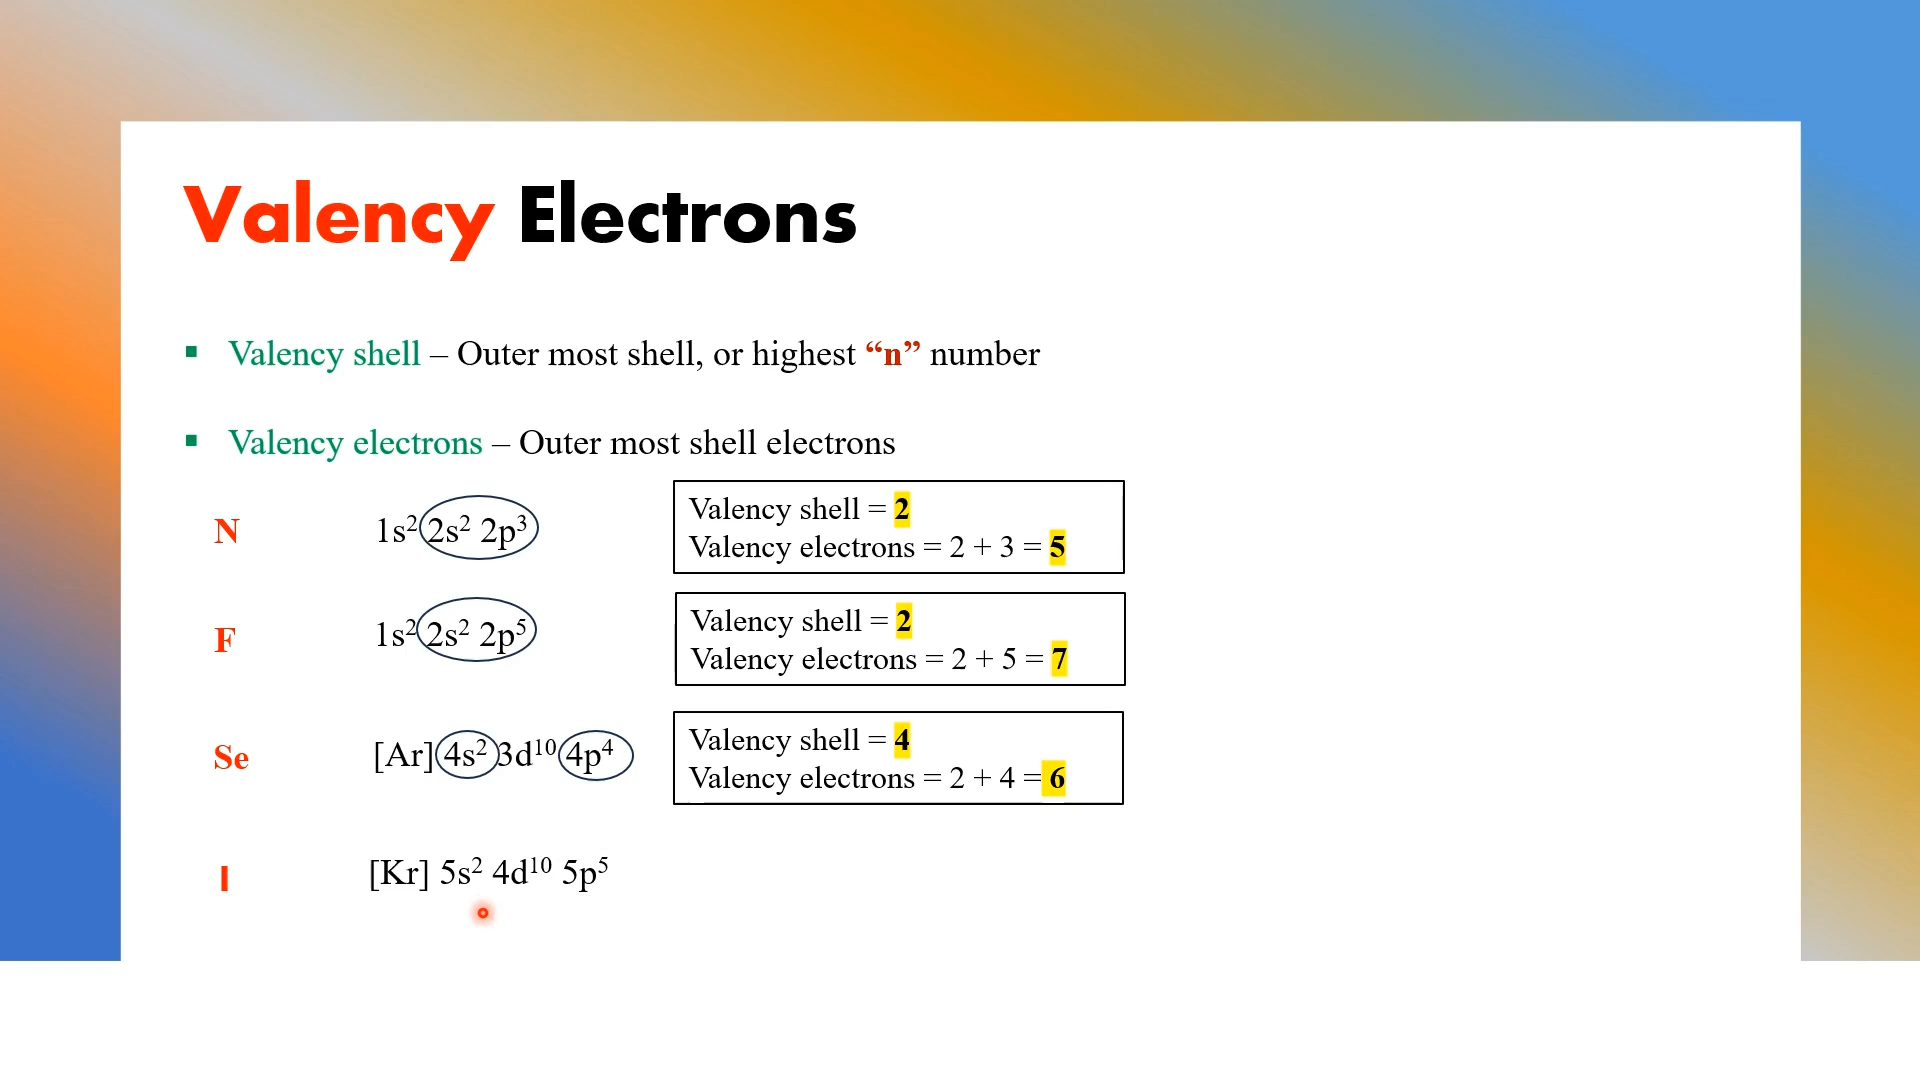 Valency Electrons
▪ Valency shell – Outer most shell, or highest “n” number
▪ Valency electrons – Outer most shell electrons
N 1s² 2s² 2p³
Valency shell = 2
Valency electrons = 2 + 3 = 5
F 1s² 2s² 2p⁵
Valency shell = 2
Valency electrons = 2 + 5 = 7
Se [Ar] 4s² 3d¹⁰ 4p⁴
Valency shell = 4
Valency electrons = 2 + 4 = 6
I [Kr] 5s² 4d¹⁰ 5p⁵